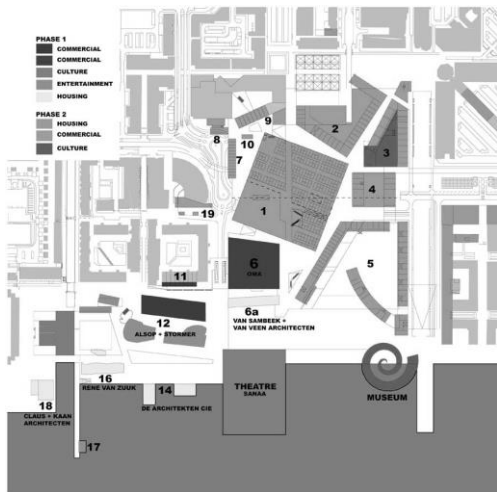 PHASE 1
COMMERCIAL
COMMERCIAL
CULTURE
ENTERTAINMENT
HOUSING
PHASE 2
HOUSING
COMMERCIAL
CULTURE
9
2
8
10
7
3
4
19
1
6
OMA
5
11
6a
VAN SAMBEEK +
VAN VEEN ARCHITECTEN
12
ALSOP + STORMER
16
RENE VAN ZUUK
14
DE ARCHITEKTEN CIE
THEATRE
SANAA
MUSEUM
18
CLAUS + KAAN
ARCHITECTEN
17